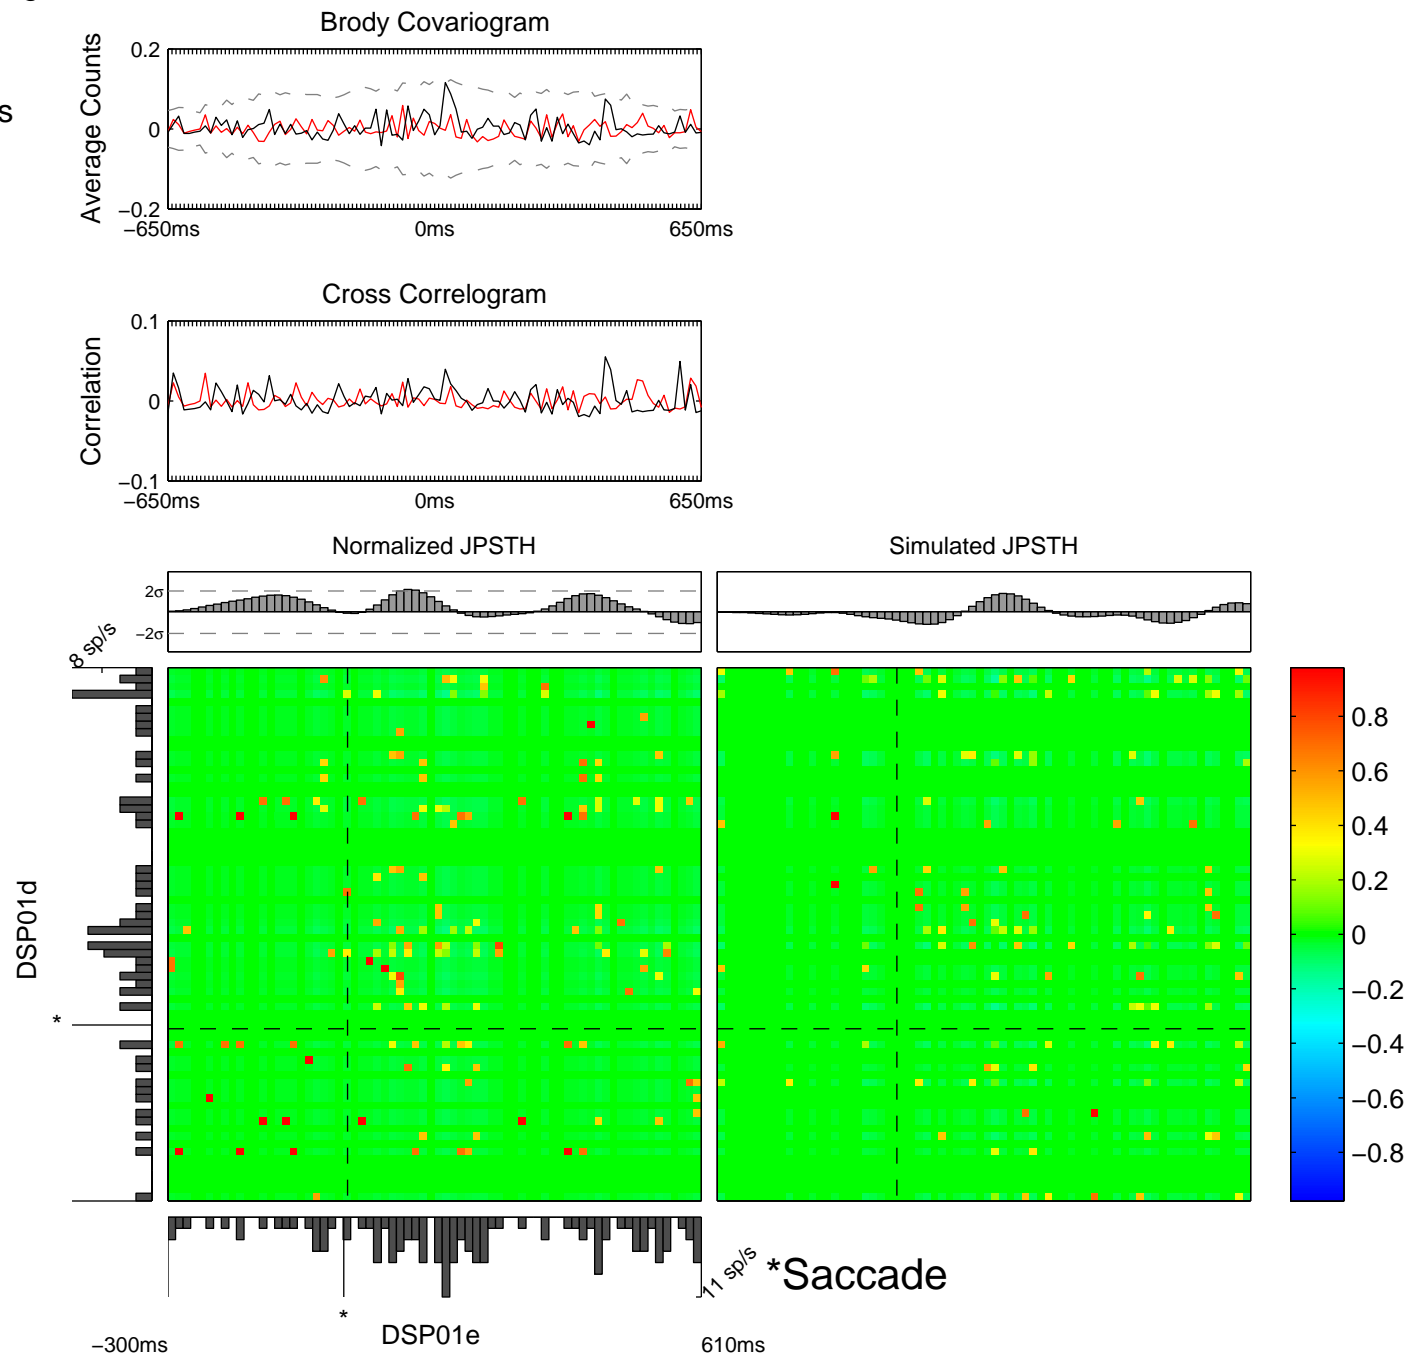 Brody Covariogram
0.2
0
−0.2
Average Counts
s
−650ms 0ms 650ms
Cross Correlogram
0.1
0
−0.1
Correlation
−650ms 0ms 650ms
Normalized JPSTH
Simulated JPSTH
2σ
−2σ
8 sp/s
DSP01d
*
0.8
0.6
0.4
0.2
0
−0.2
−0.4
−0.6
−0.8
11 sp/s
*Saccade
*
DSP01e
−300ms 610ms